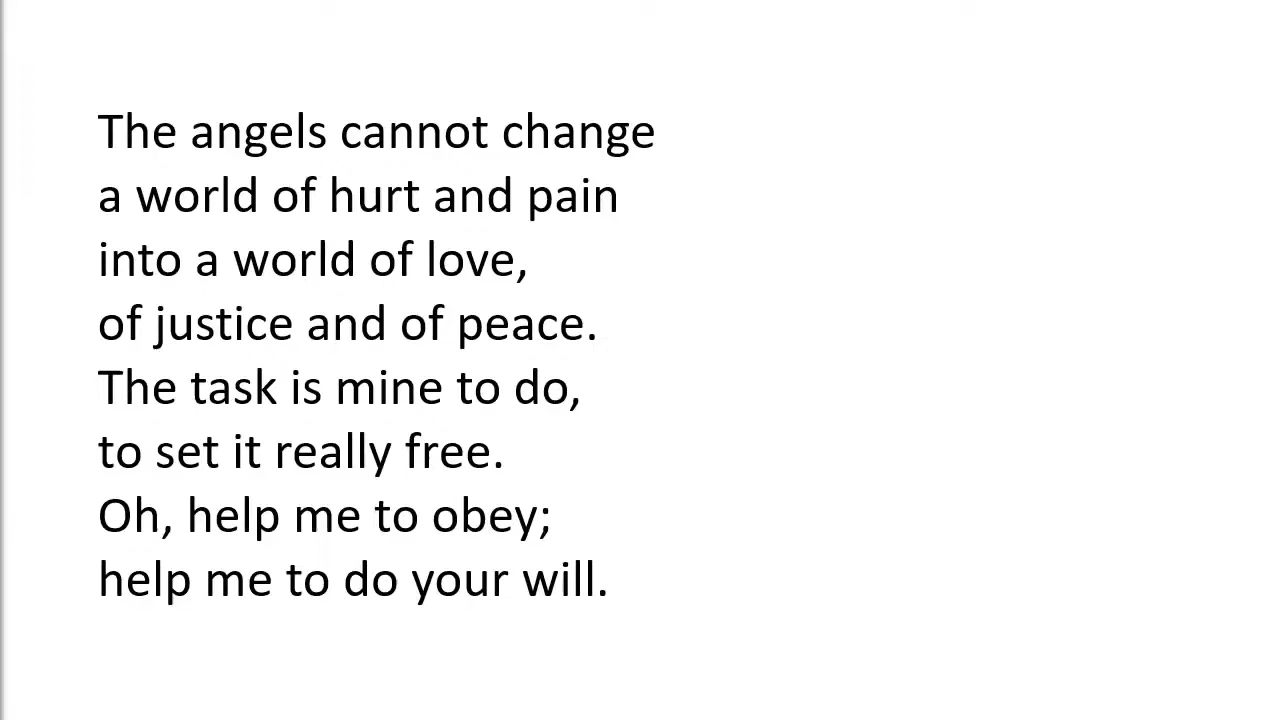 The angels cannot change
a world of hurt and pain
into a world of love,
of justice and of peace.
The task is mine to do,
to set it really free.
Oh, help me to obey;
help me to do your will.